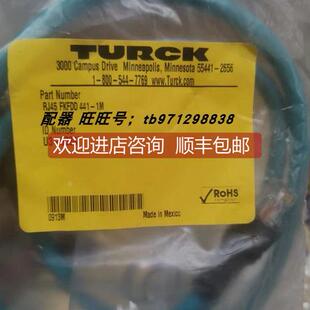 TURCK
3000 Campus Drive Minneapolis, Minnesota 55441-2656
1-800-544-7769 www.Turck.com
Part Number
RJ45 FKFDD 441-1M
配器 旺旺号；tb971298838
ID Number
欢迎进店咨询 顺丰包邮
RoHS
0913M
Made in Mexico